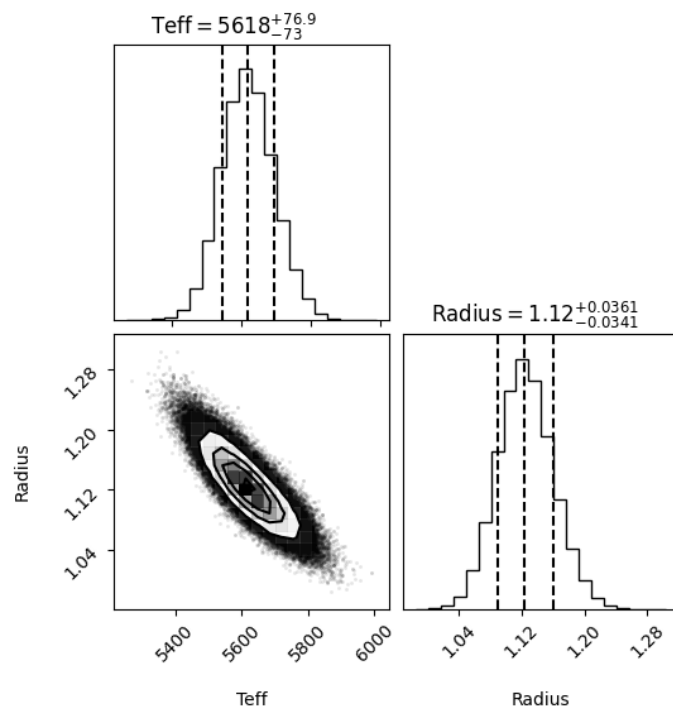 Teff = 5618 +76.9 −73
Radius = 1.12 +0.0361 −0.0341
1.28
1.20
1.12
1.04
Radius
5400 5600 5800 6000 1.04 1.12 1.20 1.28
Teff Radius